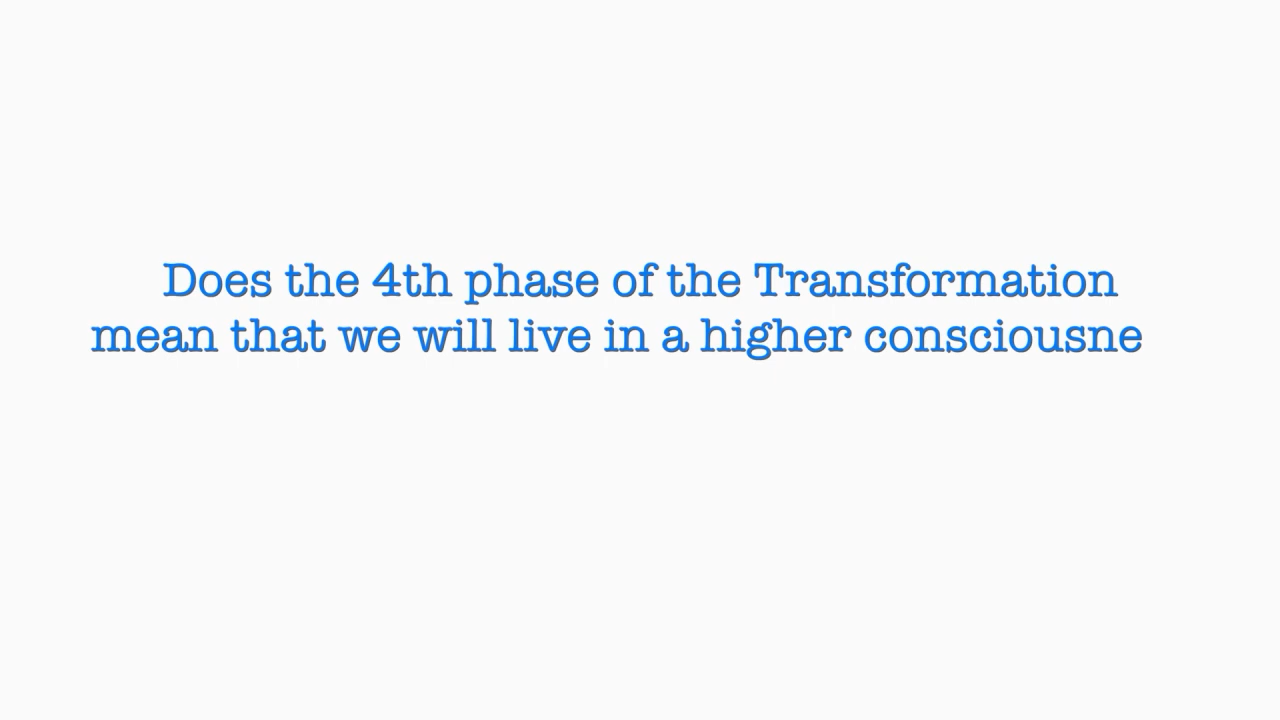 Does the 4th phase of the Transformation
mean that we will live in a higher consciousne